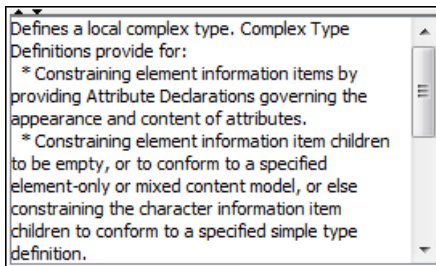 Defines a local complex type. Complex Type
Definitions provide for:
* Constraining element information items by
providing Attribute Declarations governing the
appearance and content of attributes.
* Constraining element information item children
to be empty, or to conform to a specified
element-only or mixed content model, or else
constraining the character information item
children to conform to a specified simple type
definition.